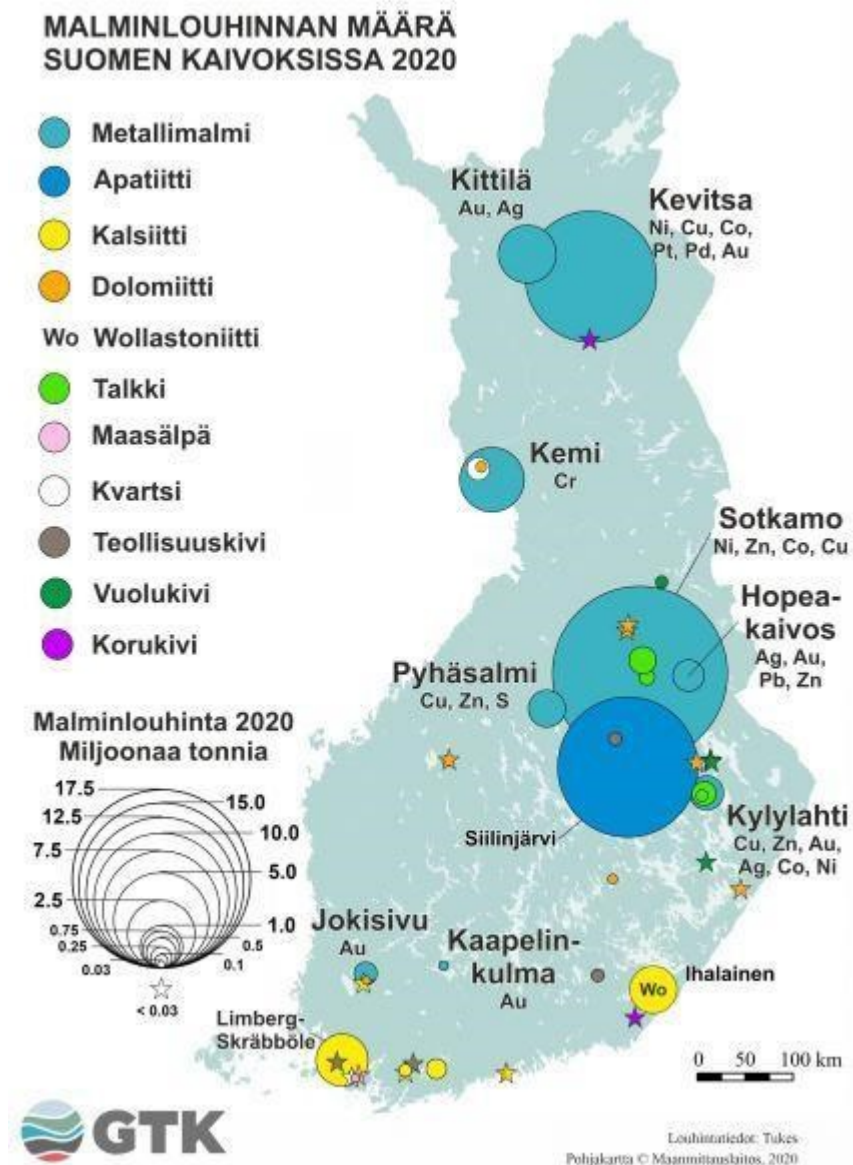 MALMINLOUHINNAN MÄÄRÄ
SUOMEN KAIVOKSISSA 2020
Metallimalmi
Apatiitti
Kalsiitti
Dolomiitti
Wo Wollastoniitti
Talkki
Maasälpä
Kvartsi
Teollisuuskivi
Vuolukivi
Korukivi
Malminlouhinta 2020
Miljoonaa tonnia
17.5
15.0
12.5
10.0
7.5
5.0
2.5
1.0
0.75
0.5
0.25
0.1
0.03
< 0.03
Kittilä
Au, Ag
Kevitsa
Ni, Cu, Co,
Pt, Pd, Au
Kemi
Cr
Sotkamo
Ni, Zn, Co, Cu
Hopea-
kaivos
Ag, Au,
Pb, Zn
Pyhäsalmi
Cu, Zn, S
Siilinjärvi
Kylylahti
Cu, Zn, Au,
Ag, Co, Ni
Jokisivu
Au
Kaapelin-
kulma
Au
Ihalainen
Wo
Limberg-
Skräbböle
0 50 100 km
GTK
Louhintatiedot: Tukes
Pohjakartta © Maanmittauslaitos, 2020